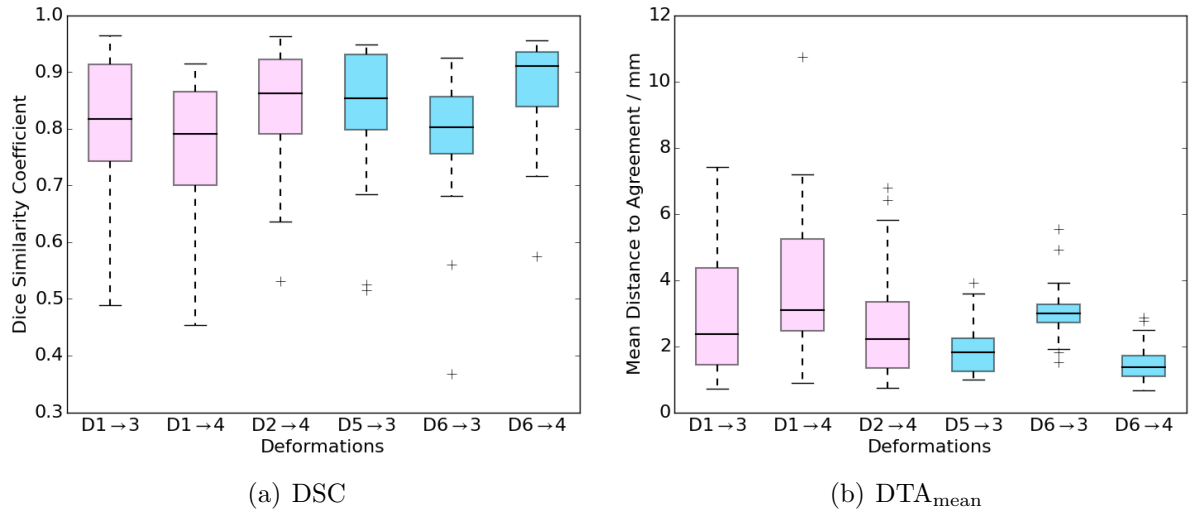 Dice Similarity Coefficient
1.0
0.9
0.8
0.7
0.6
0.5
0.4
0.3
D1→3 D1→4 D2→4 D5→3 D6→3 D6→4
Deformations
(a) DSC
Mean Distance to Agreement / mm
12
10
8
6
4
2
0
D1→3 D1→4 D2→4 D5→3 D6→3 D6→4
Deformations
(b) DTAmean